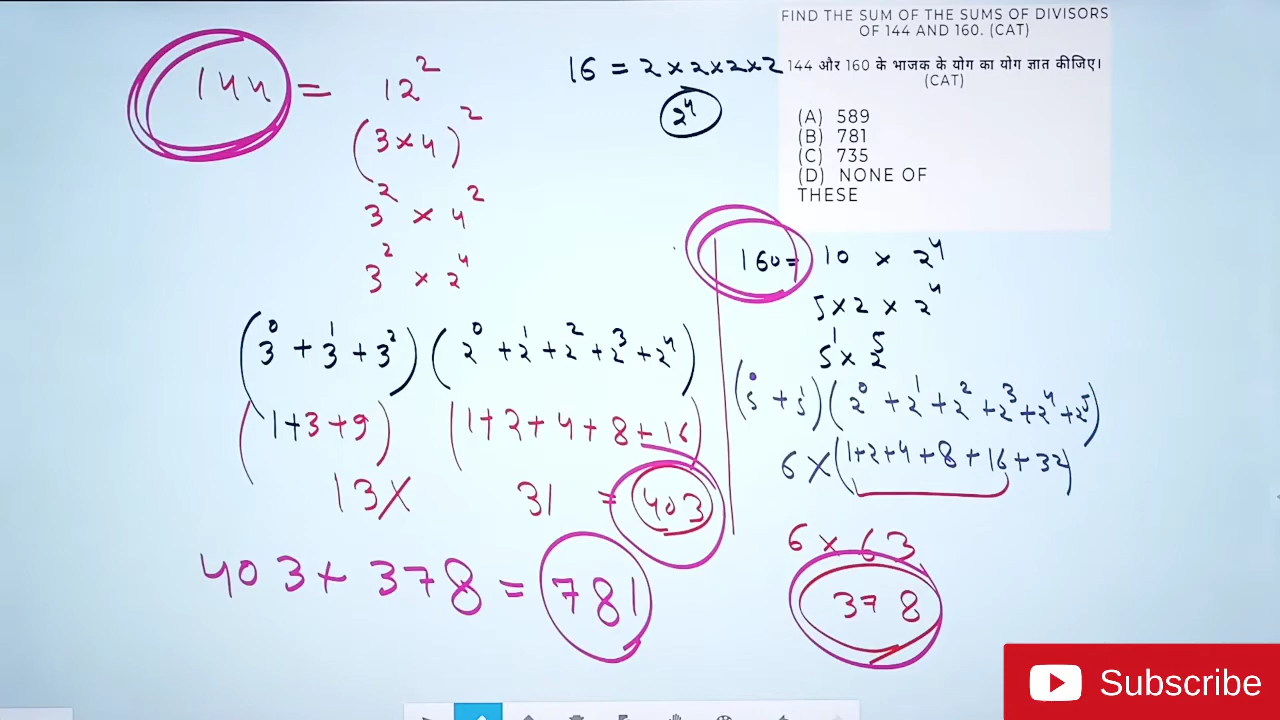 FIND THE SUM OF THE SUMS OF DIVISORS
OF 144 AND 160. (CAT)
144 और 160 के भाजक के योग का योग ज्ञात कीजिए।
(CAT)
(A) 589
(B) 781
(C) 735
(D) NONE OF
THESE
144 = 12²
(3×4)²
3² × 4²
3² × 2⁴
(3⁰ + 3¹ + 3²) (2⁰ + 2¹ + 2² + 2³ + 2⁴)
(1+3+9) (1+2+4+8+16)
13 × 31 = 403
403 + 378 = 781
16 = 2×2×2×2
2⁴
160 = 10 × 2⁴
5×2 × 2⁴
5¹ × 2⁵
(5⁰ + 5¹) (2⁰ + 2¹ + 2² + 2³ + 2⁴ + 2⁵)
6 × (1+2+4+8+16+32)
6 × 63
378
Subscribe